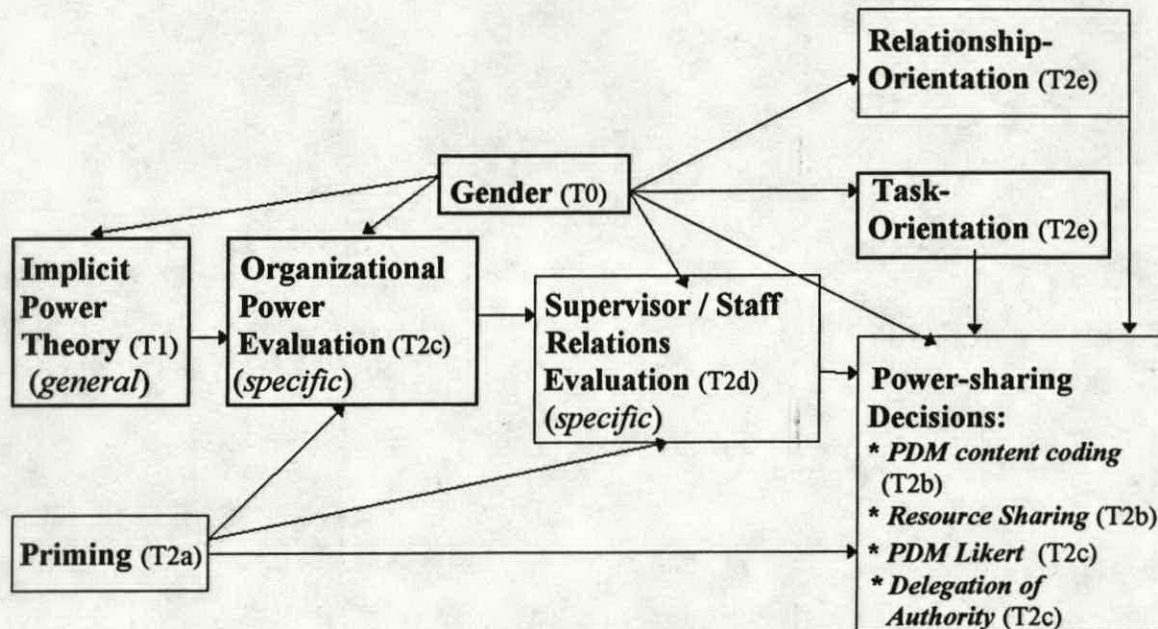 Relationship-
Orientation (T2e)
Gender (T0)
Task-
Orientation (T2e)
Implicit
Power
Theory (T1)
(general)
Organizational
Power
Evaluation (T2c)
(specific)
Supervisor / Staff
Relations
Evaluation (T2d)
(specific)
Power-sharing
Decisions:
* PDM content coding
(T2b)
* Resource Sharing (T2b)
* PDM Likert (T2c)
* Delegation of
Authority (T2c)
Priming (T2a)